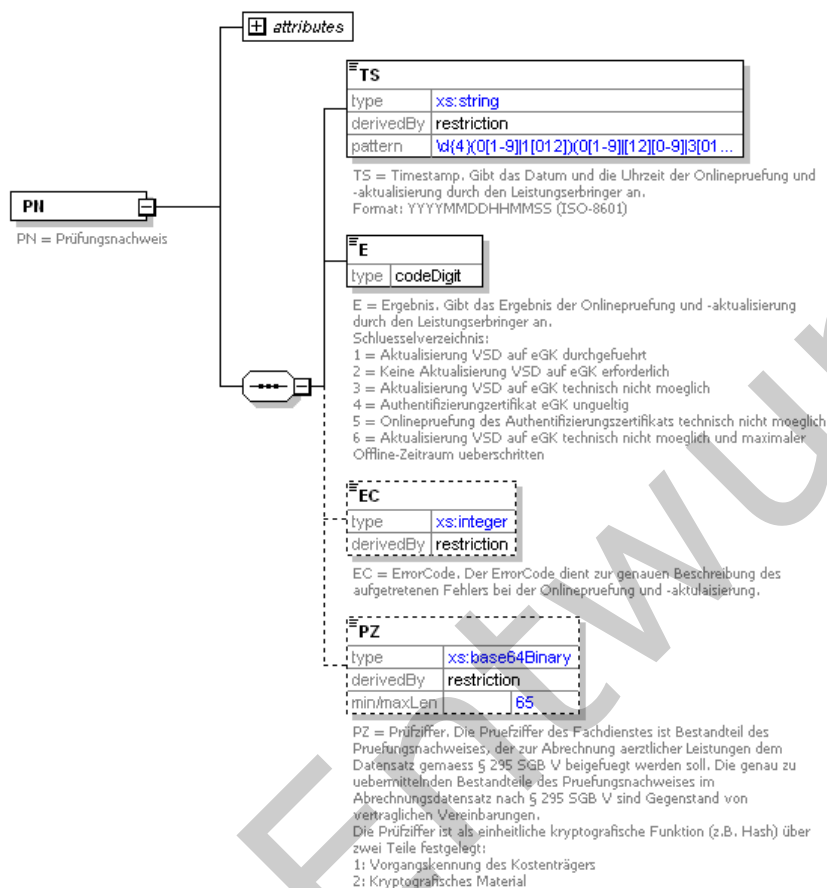 attributes
TS
type xs:string
derivedBy restriction
pattern \d{4}(0[1-9]|1[012])(0[1-9]|[12][0-9]|3[01...
TS = Timestamp. Gibt das Datum und die Uhrzeit der Onlinepruefung und
-aktualisierung durch den Leistungserbringer an.
Format: YYYYMMDDHHMMSS (ISO-8601)
PN
PN = Prüfungsnachweis
E
type codeDigit
E = Ergebnis. Gibt das Ergebnis der Onlinepruefung und -aktualisierung
durch den Leistungserbringer an.
Schluesselverzeichnis:
1 = Aktualisierung VSD auf eGK durchgefuehrt
2 = Keine Aktualisierung VSD auf eGK erforderlich
3 = Aktualisierung VSD auf eGK technisch nicht moeglich
4 = Authentifizierungzertifikat eGK ungueltig
5 = Onlinepruefung des Authentifizierungszertifikats technisch nicht moeglich
6 = Aktualisierung VSD auf eGK technisch nicht moeglich und maximaler
Offline-Zeitraum ueberschritten
EC
type xs:integer
derivedBy restriction
EC = ErrorCode. Der ErrorCode dient zur genauen Beschreibung des
aufgetretenen Fehlers bei der Onlinepruefung und -aktulaisierung.
PZ
type xs:base64Binary
derivedBy restriction
min/maxLen 65
PZ = Prüfziffer. Die Pruefziffer des Fachdienstes ist Bestandteil des
Pruefungsnachweises, der zur Abrechnung aerztlicher Leistungen dem
Datensatz gemaess § 295 SGB V beigefuegt werden soll. Die genau zu
uebermittelnden Bestandteile des Pruefungsnachweises im
Abrechnungsdatensatz nach § 295 SGB V sind Gegenstand von
vertraglichen Vereinbarungen.
Die Prüfziffer ist als einheitliche kryptografische Funktion (z.B. Hash) über
zwei Teile festgelegt:
1: Vorgangskennung des Kostenträgers
2: Kryptografisches Material
Entwu